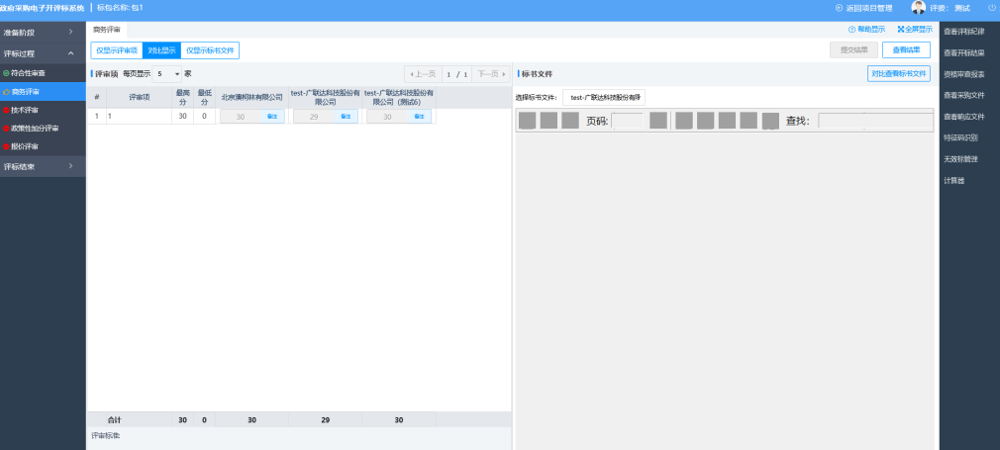 政府采购电子开评标系统 | 标包名称:包1
返回项目管理 评委: 测试
准备阶段
评标过程
符合性审查
商务评审
技术评审
政策性加分评审
报价评审
评标结束
商务评审
帮助显示 全屏显示
仅显示评审项 对比显示 仅显示标书文件
提交结果 查看结果
评审项 每页显示 5 家
上一页 1 / 1 下一页
# 评审项 最高分 最低分 北京澳柯林有限公司 test-广联达科技股份有限公司 test-广联达科技股份有限公司 (测试6)
1 1 30 0 30 备注 29 备注 30 备注
合计 30 0 30 29 30
评审标准:
标书文件
对比查看标书文件
选择标书文件: test-广联达科技股份有限
页码: 查找:
查看评标纪律
查看开标结果
资格审查报表
查看采购文件
查看响应文件
特征码识别
无效标管理
计算器